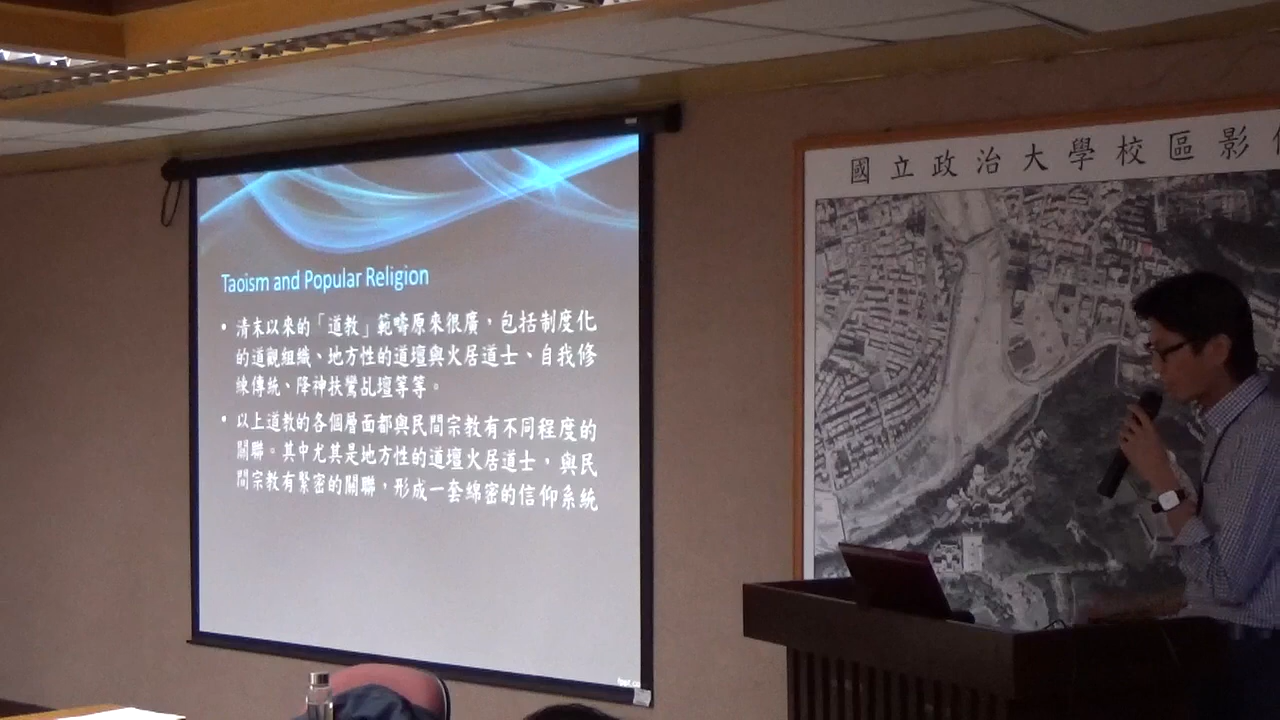 Taoism and Popular Religion
• 清末以來的「道教」範疇原來很廣，包括制度化
的道觀組織、地方性的道壇與火居道士、自我修
練傳統、降神扶鸞乩壇等等。
• 以上道教的各個層面都與民間宗教有不同程度的
關聯。其中尤其是地方性的道壇火居道士，與民
間宗教有緊密的關聯，形成一套綿密的信仰系統
國立政治大學校區影